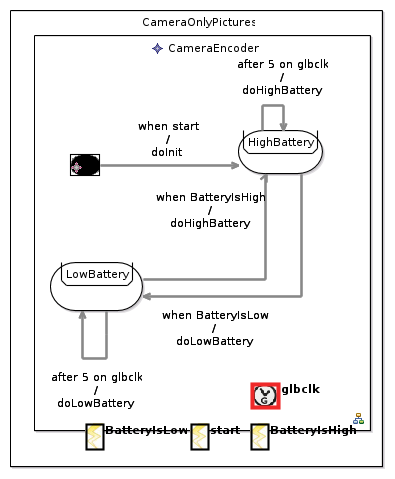 CameraOnlyPictures
CameraEncoder
after 5 on glbclk
/
doHighBattery
when start
/
doInit
HighBattery
when BatteryIsHigh
/
doHighBattery
LowBattery
when BatteryIsLow
/
doLowBattery
after 5 on glbclk
/
doLowBattery
G
glbclk
BatteryIsLow
start
BatteryIsHigh